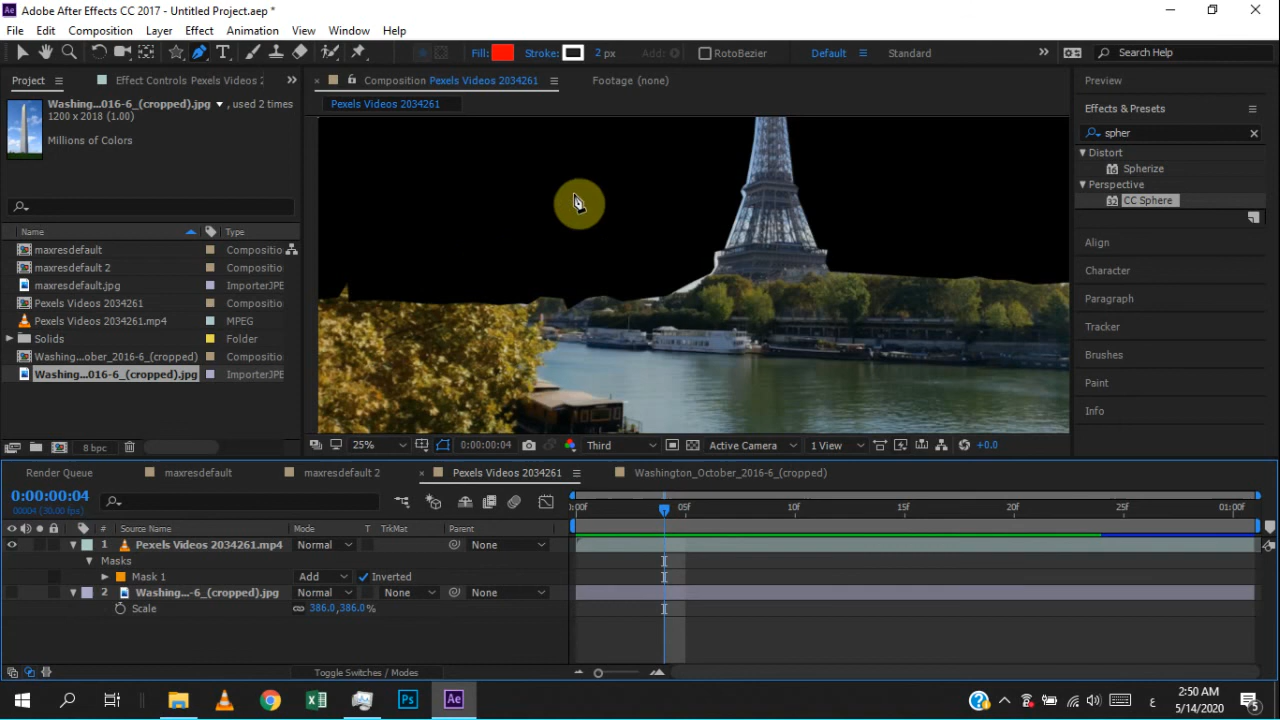 Ae Adobe After Effects CC 2017 - Untitled Project.aep *
File Edit Composition Layer Effect Animation View Window Help
Fill: Stroke: 2 px Add: RotoBezier Default Standard Search Help
Project Effect Controls Pexels Videos 2
Washing....016-6_(cropped).jpg , used 2 times
1200 x 2018 (1.00)
Millions of Colors
Name Type
maxresdefault Compositio
maxresdefault 2 Compositio
maxresdefault.jpg ImporterJPE
Pexels Videos 2034261 Compositio
Pexels Videos 2034261.mp4 MPEG
Solids Folder
Washing...ober_2016-6_(cropped) Compositio
Washing....016-6_(cropped).jpg ImporterJPE
8 bpc
Composition Pexels Videos 2034261
Footage (none)
Pexels Videos 2034261
25% 0:00:00:04 Third Active Camera 1 View +0.0
Preview
Effects & Presets
spher
Distort
Spherize
Perspective
CC Sphere
Align
Character
Paragraph
Tracker
Brushes
Paint
Info
Render Queue maxresdefault maxresdefault 2 Pexels Videos 2034261 Washington_October_2016-6_(cropped)
0:00:00:04
00004 (30.00 fps)
:00F 05F 10F 15F 20F 25F 01:00F
# Source Name Mode T TrkMat Parent
1 Pexels Videos 2034261.mp4 Normal None
Masks
Mask 1 Add Inverted
2 Washing....-6_(cropped).jpg Normal None None
Scale 386.0,386.0%
Toggle Switches / Modes
X Ps Ae
ع
2:50 AM
5/14/2020
5